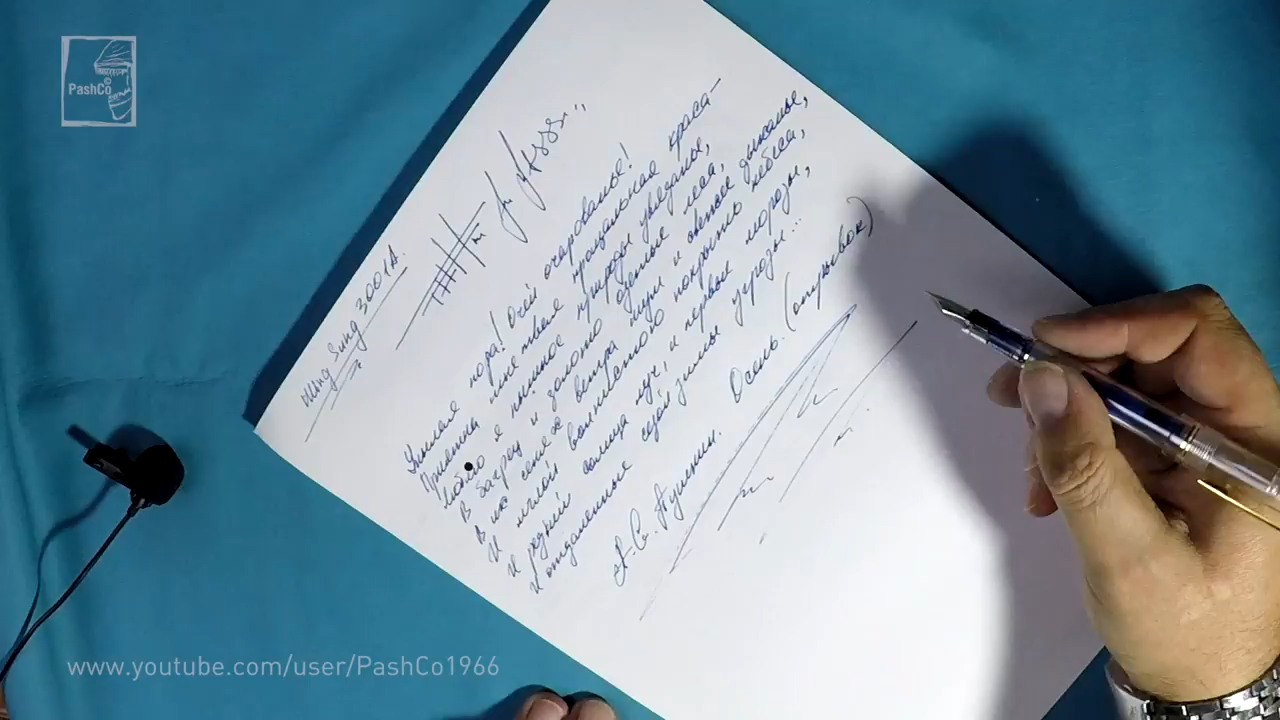 PashCo©
Wing Sung 3001A.
Унылая пора! Очей очарованье!
Приятна мне твоя прощальная краса–
Люблю я пышное природы увяданье,
В багрец и золото одетые леса,
В их сенях ветра шум и свежее дыханье,
И мглой волнистою покрыты небеса,
И редкий солнца луч, и первые морозы,
И отдаленные седой зимы угрозы...
А.С. Пушкин. Осень. (отрывок)
www.youtube.com/user/PashCo1966